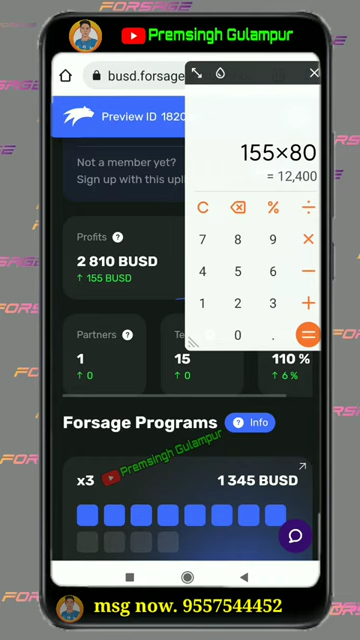 FORSAGE
Premsingh Gulampur
busd.forsage
Preview ID 1820
155×80
= 12,400
Not a member yet?
Sign up with this upl
C % ÷
7 8 9 ×
4 5 6 −
1 2 3 +
0 . =
Profits ?
2 810 BUSD
↑ 155 BUSD
Partners ?
1 15 110 %
↑ 0 ↑ 0 ↑ 6 %
Forsage Programs ? Info
Premsingh Gulampur
x3 1 345 BUSD
msg now. 9557544452